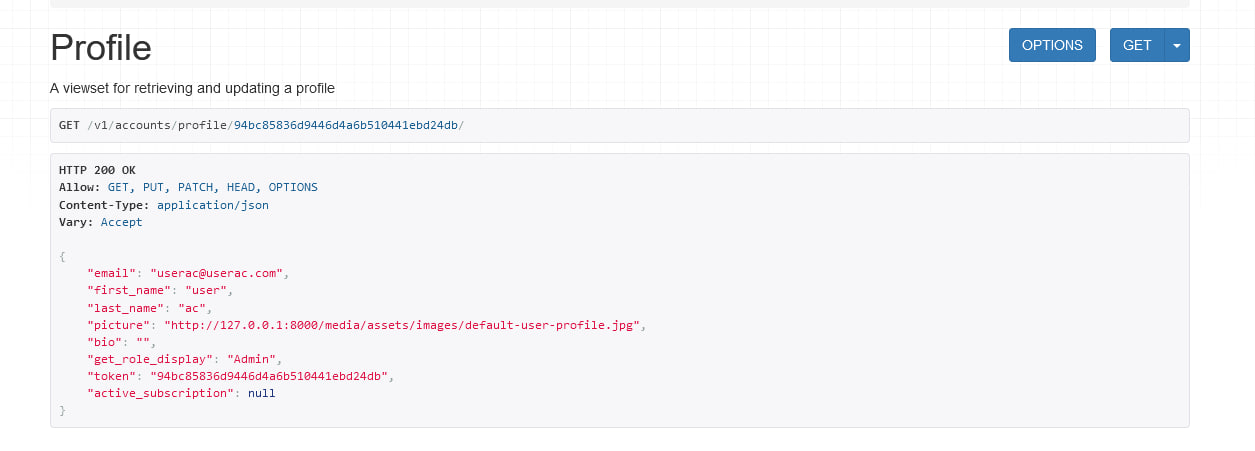 Profile
OPTIONS GET
A viewset for retrieving and updating a profile
GET /v1/accounts/profile/94bc85836d9446d4a6b510441ebd24db/
HTTP 200 OK
Allow: GET, PUT, PATCH, HEAD, OPTIONS
Content-Type: application/json
Vary: Accept
{
"email": "userac@userac.com",
"first_name": "user",
"last_name": "ac",
"picture": "http://127.0.0.1:8000/media/assets/images/default-user-profile.jpg",
"bio": "",
"get_role_display": "Admin",
"token": "94bc85836d9446d4a6b510441ebd24db",
"active_subscription": null
}